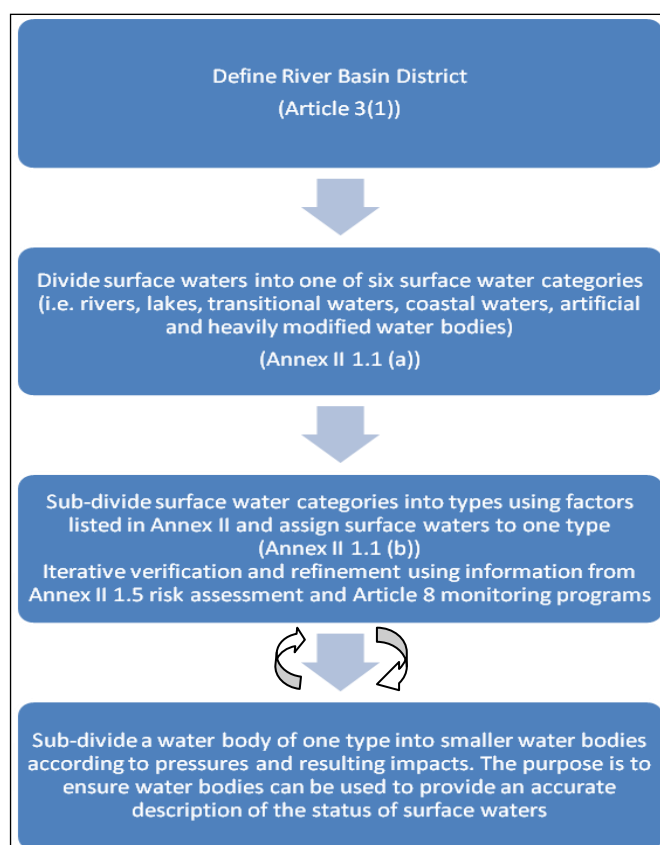 Define River Basin District
(Article 3(1))
Divide surface waters into one of six surface water categories
(i.e. rivers, lakes, transitional waters, coastal waters, artificial
and heavily modified water bodies)
(Annex II 1.1 (a))
Sub-divide surface water categories into types using factors
listed in Annex II and assign surface waters to one type
(Annex II 1.1 (b))
Iterative verification and refinement using information from
Annex II 1.5 risk assessment and Article 8 monitoring programs
Sub-divide a water body of one type into smaller water bodies
according to pressures and resulting impacts. The purpose is to
ensure water bodies can be used to provide an accurate
description of the status of surface waters